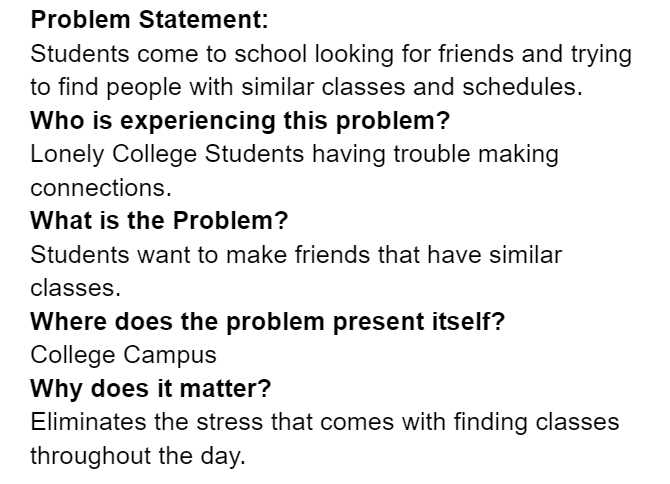 Problem Statement:
Students come to school looking for friends and trying
to find people with similar classes and schedules.
Who is experiencing this problem?
Lonely College Students having trouble making
connections.
What is the Problem?
Students want to make friends that have similar
classes.
Where does the problem present itself?
College Campus
Why does it matter?
Eliminates the stress that comes with finding classes
throughout the day.